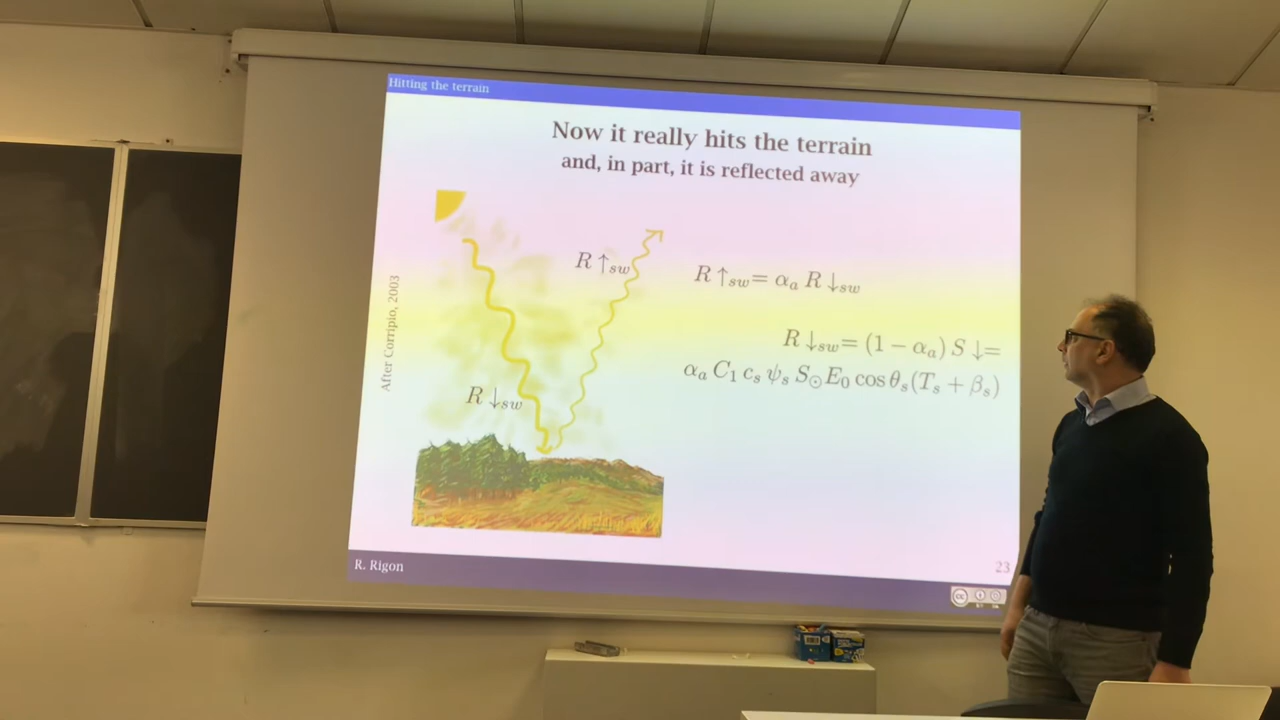 Hitting the terrain
Now it really hits the terrain
and, in part, it is reflected away
After Corripio, 2003
R ↑sw
R ↓sw
R ↑sw= αa R ↓sw
R ↓sw= (1 − αa) S ↓=
αa C1 cs ψs S⊙E0 cos θs(Ts + βs)
R. Rigon
23
cc